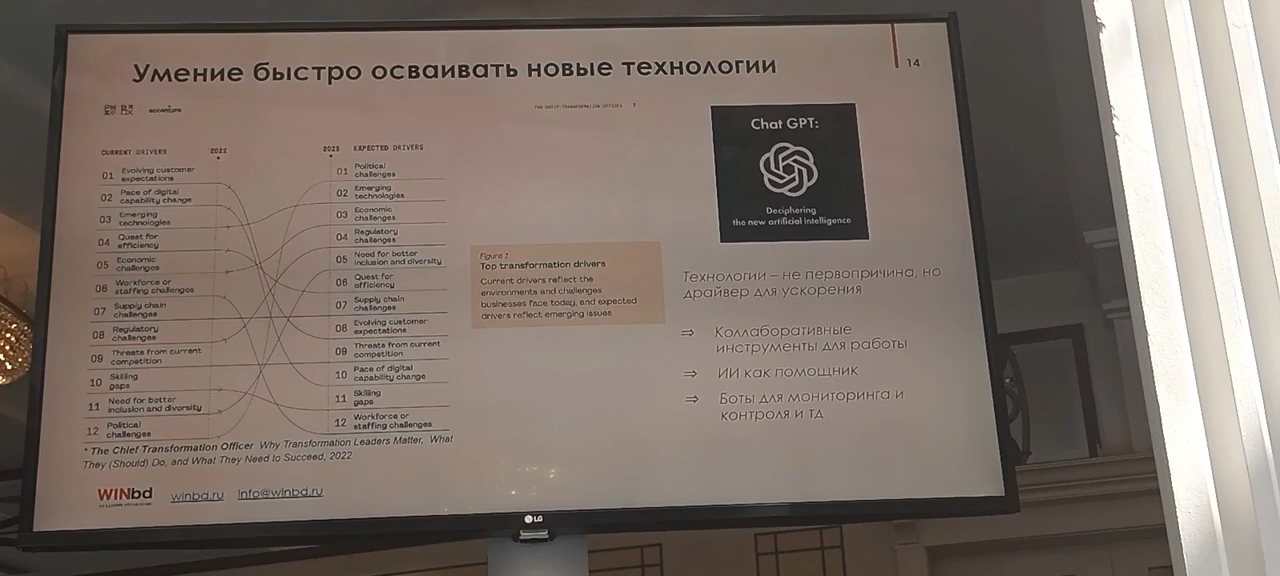 Умение быстро осваивать новые технологии
14
accenture
THE CHIEF TRANSFORMATION OFFICER 7
CURRENT DRIVERS 2022
01 Evolving customer
expectations
02 Pace of digital
capability change
03 Emerging
technologies
04 Quest for
efficiency
05 Economic
challenges
06 Workforce or
staffing challenges
07 Supply chain
challenges
08 Regulatory
challenges
09 Threats from current
competition
10 Skilling
gaps
11 Need for better
inclusion and diversity
12 Political
challenges
2025 EXPECTED DRIVERS
01 Political
challenges
02 Emerging
technologies
03 Economic
challenges
04 Regulatory
challenges
05 Need for better
inclusion and diversity
06 Quest for
efficiency
07 Supply chain
challenges
08 Evolving customer
expectations
09 Threats from current
competition
10 Pace of digital
capability change
11 Skilling
gaps
12 Workforce or
staffing challenges
Figure 1
Top transformation drivers
Current drivers reflect the
environments and challenges
businesses face today, and expected
drivers reflect emerging issues
Chat GPT:
Deciphering
the new artificial intelligence
Технологии – не первопричина, но
драйвер для ускорения
⇒ Коллаборативные
инструменты для работы
⇒ ИИ как помощник
⇒ Боты для мониторинга и
контроля и тд
* The Chief Transformation Officer Why Transformation Leaders Matter, What
They (Should) Do, and What They Need to Succeed, 2022
WINbd
winbd.ru info@winbd.ru
LG